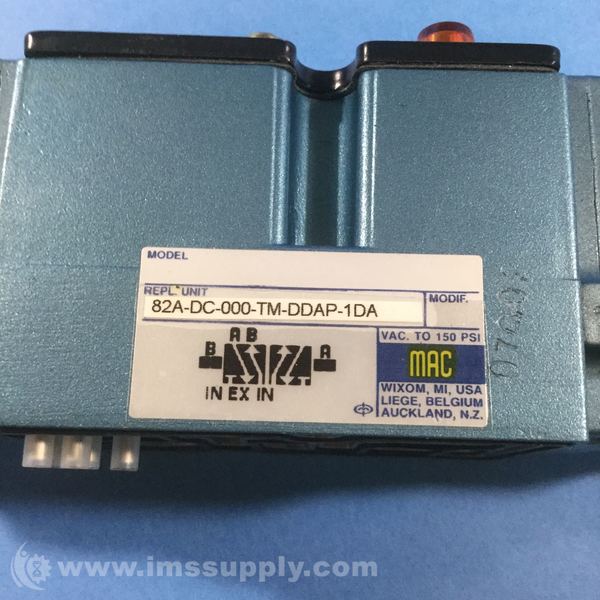 MODEL
REPL. UNIT
82A-DC-000-TM-DDAP-1DA
MODIF.
A B
B A
IN EX IN
VAC. TO 150 PSI
MAC
WIXOM, MI, USA
LIEGE, BELGIUM
AUCKLAND, N.Z.
www.imssupply.com